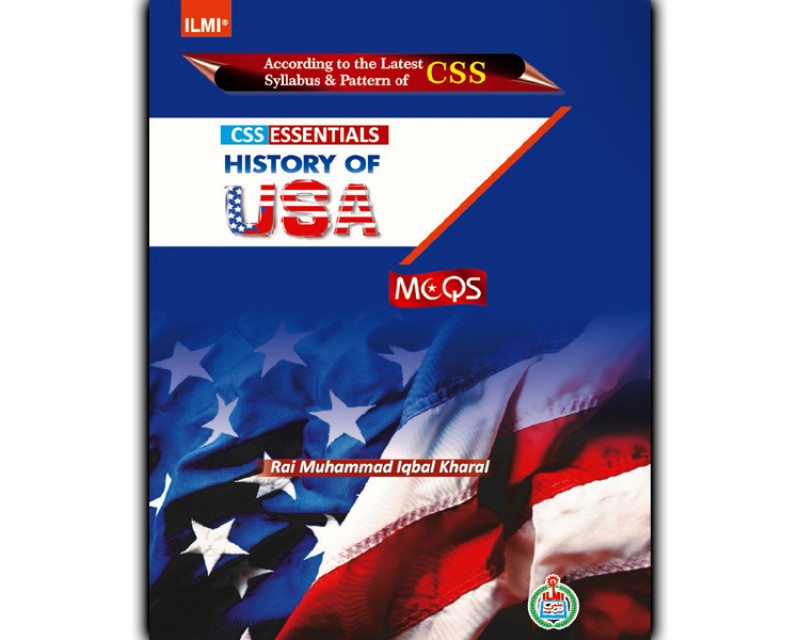 ILMI®
According to the Latest
Syllabus & Pattern of CSS
CSS ESSENTIALS
HISTORY OF
USA
MCQS
Rai Muhammad Iqbal Kharal
ILMI